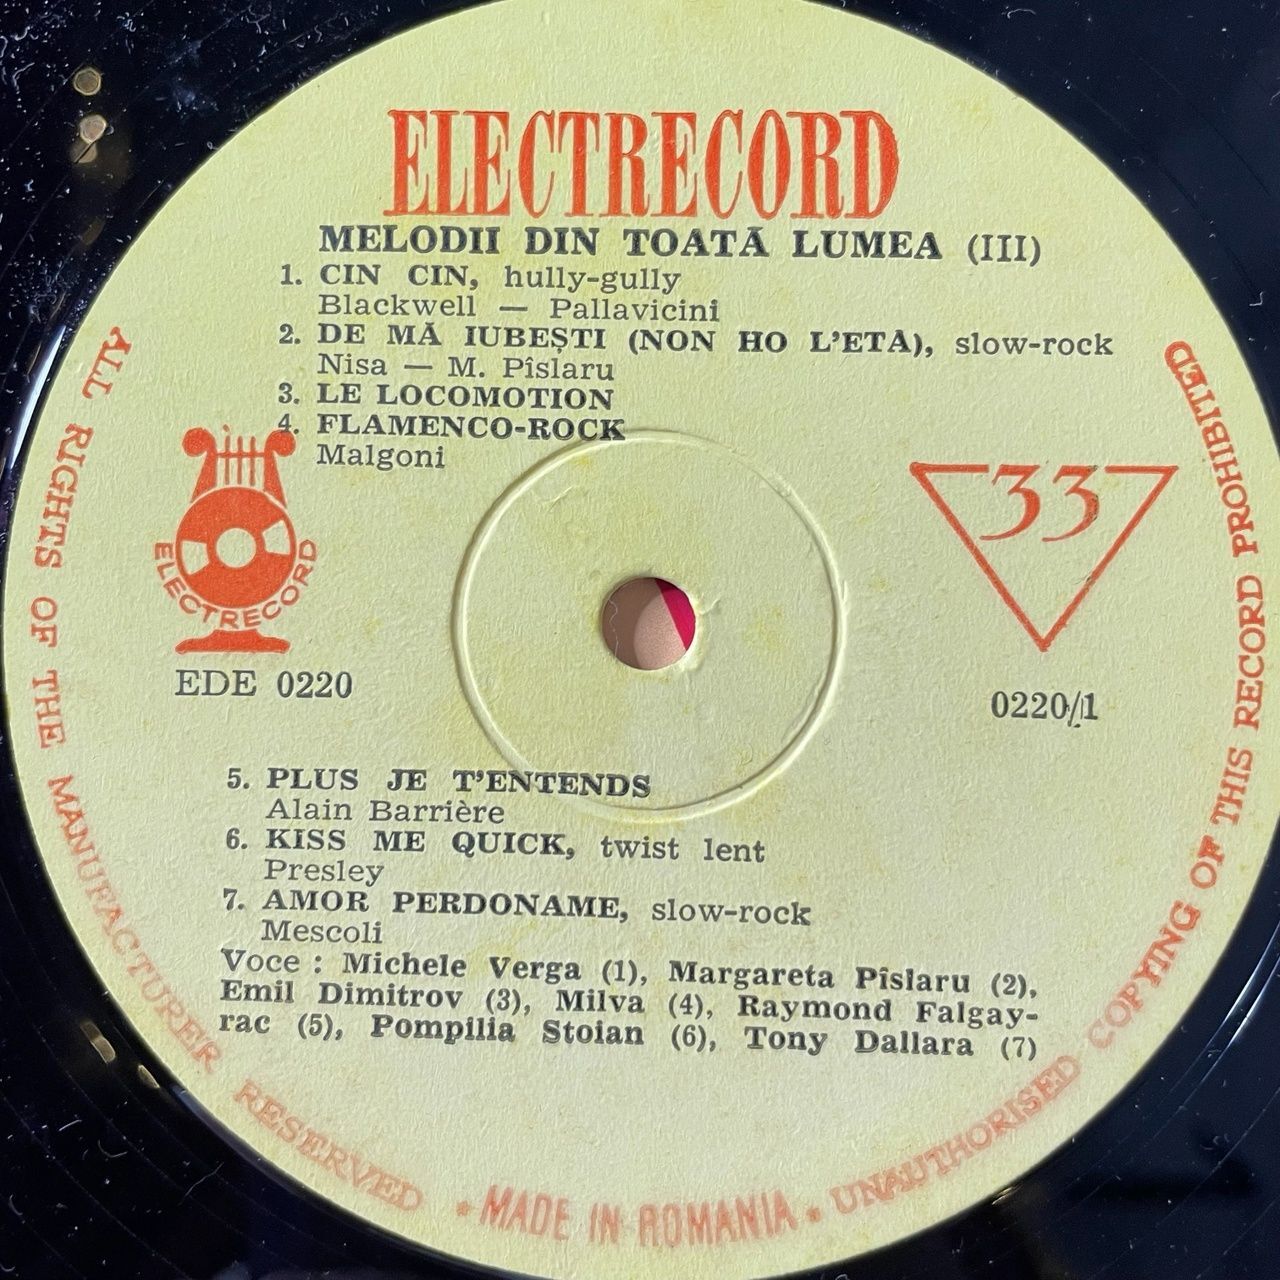 ELECTRECORD
MELODII DIN TOATĂ LUMEA (III)
1. CIN CIN, hully-gully
Blackwell — Pallavicini
2. DE MĂ IUBEȘTI (NON HO L'ETĂ), slow-rock
Nisa — M. Pîslaru
3. LE LOCOMOTION
4. FLAMENCO-ROCK
Malgoni
33
ELECTRECORD
EDE 0220
0220/1
5. PLUS JE T'ENTENDS
Alain Barrière
6. KISS ME QUICK, twist lent
Presley
7. AMOR PERDONAME, slow-rock
Mescoli
Voce : Michele Verga (1), Margareta Pîslaru (2),
Emil Dimitrov (3), Milva (4), Raymond Falgay-
rac (5), Pompilia Stoian (6), Tony Dallara (7)
ALL RIGHTS OF THE MANUFACTURER RESERVED • MADE IN ROMANIA • UNAUTHORISED COPYING OF THIS RECORD PROHIBITED